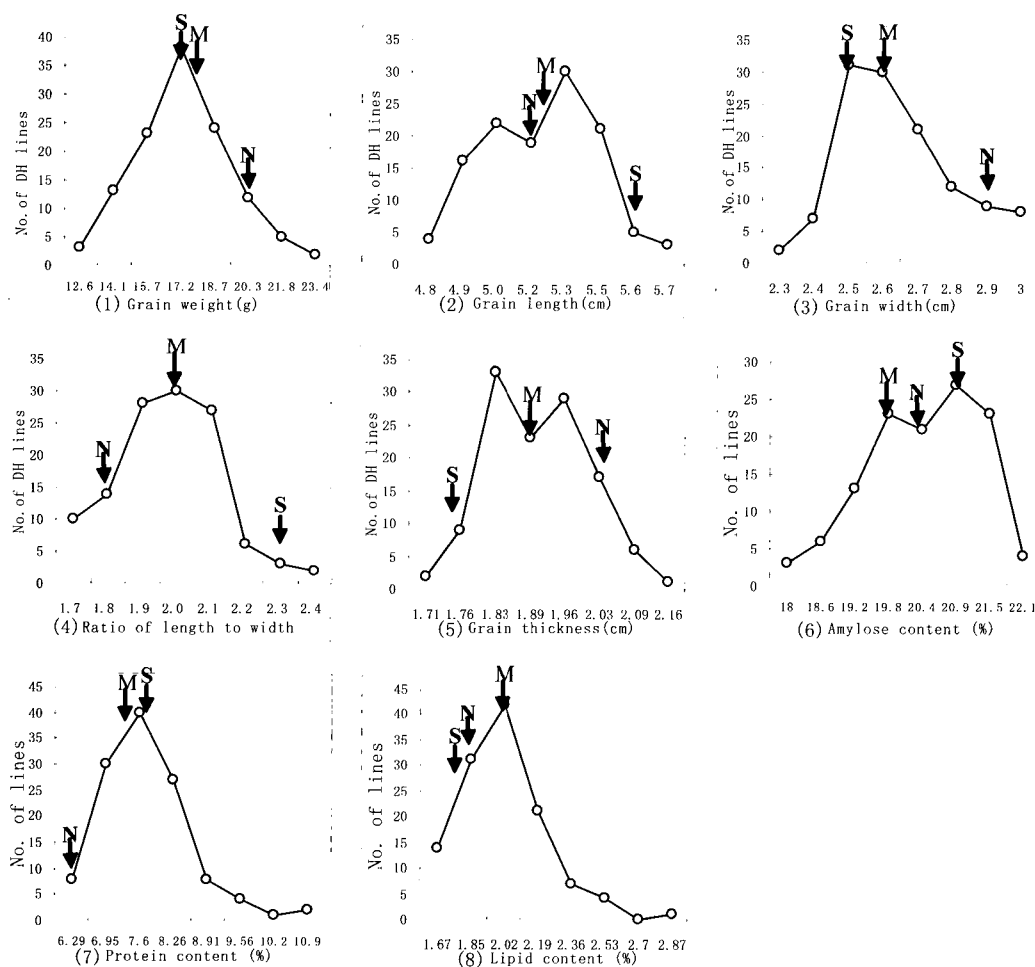 S
M
N
No. of DH lines
40
35
30
25
20
15
10
5
0
12.6 14.1 15.7 17.2 18.7 20.3 21.8 23.4
(1) Grain weight(g)
M
N
S
No. of DH lines
35
30
25
20
15
10
5
0
4.8 4.9 5.0 5.2 5.3 5.5 5.6 5.7
(2) Grain length(cm)
S
M
N
No. of DH lines
35
30
25
20
15
10
5
0
2.3 2.4 2.5 2.6 2.7 2.8 2.9 3
(3) Grain width(cm)
M
N
S
No. of DH lines
35
30
25
20
15
10
5
0
1.7 1.8 1.9 2.0 2.1 2.2 2.3 2.4
(4) Ratio of length to width
M
N
S
No. of DH lines
35
30
25
20
15
10
5
0
1.71 1.76 1.83 1.89 1.96 2.03 2.09 2.16
(5) Grain thickness(cm)
S
M
N
No. of lines
30
25
20
15
10
5
0
18 18.6 19.2 19.8 20.4 20.9 21.5 22.1
(6) Amylose content (%)
M
S
N
No. of lines
45
40
35
30
25
20
15
10
5
0
6.29 6.95 7.6 8.26 8.91 9.56 10.2 10.9
(7) Protein content (%)
M
N
S
No. of lines
45
40
35
30
25
20
15
10
5
0
1.67 1.85 2.02 2.19 2.36 2.53 2.7 2.87
(8) Lipid content (%)